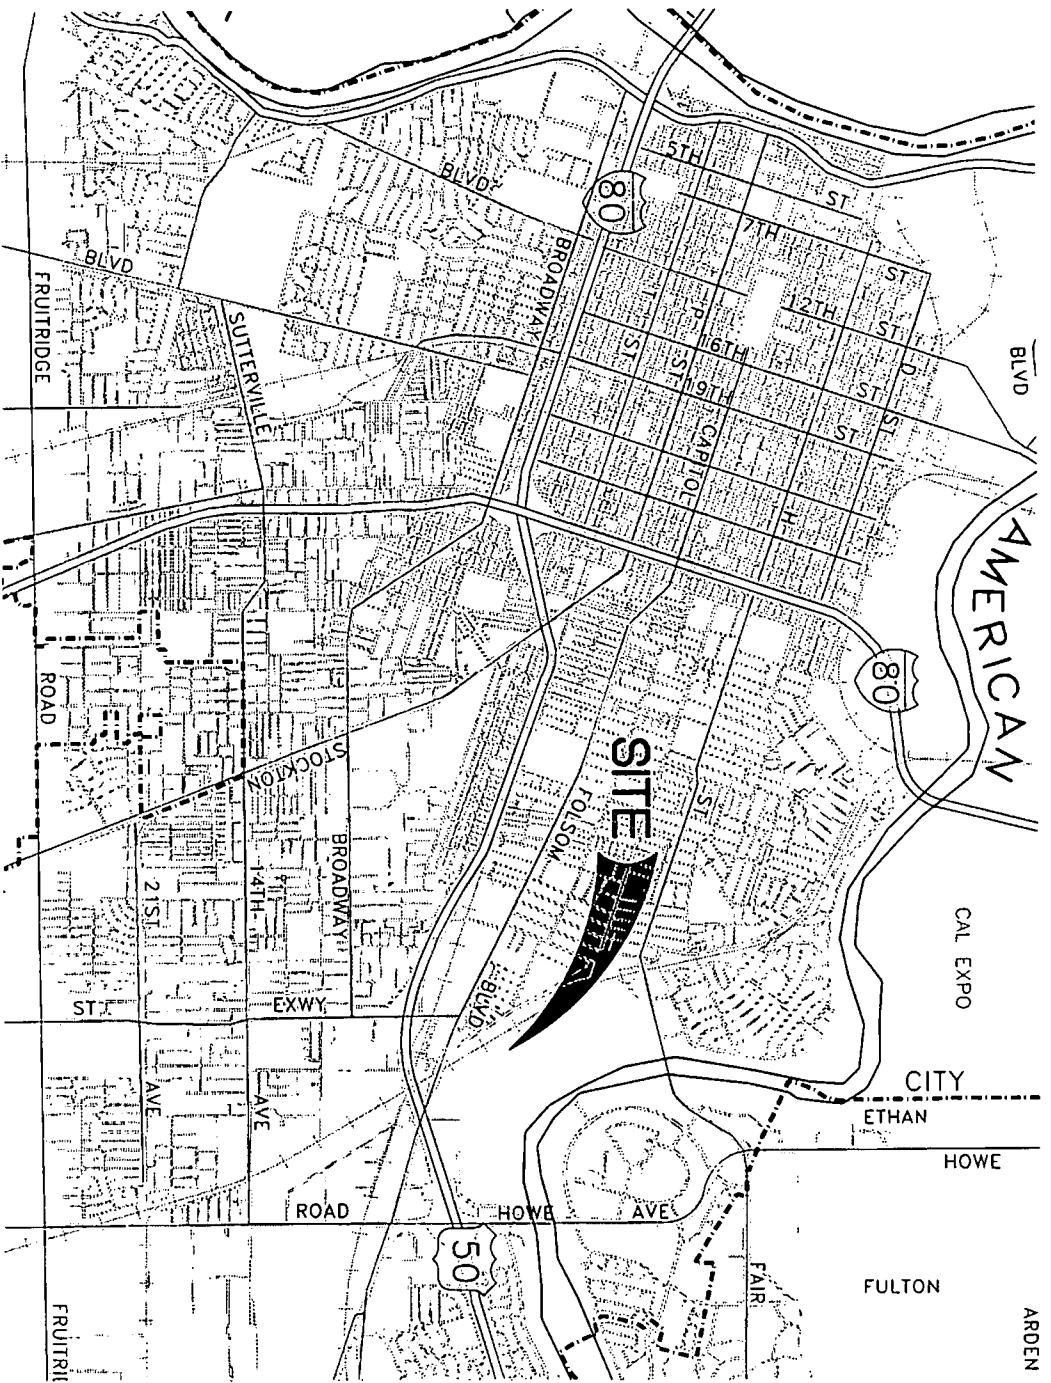 5TH
ST
7TH
ST
12TH
ST
16TH
ST
19TH
ST
D
ST
BLVD
AMERICAN
P
ST
T
ST
CAPITOL
H
80
BLVD
BROADWAY
BLVD
FRUITRIDGE
SUTTERVILLE
80
SITE
ST
FOLSOM
BLVD
ROAD
STOCKTON
BROADWAY
14TH
AVE
21ST
AVE
ST
EXWY
CAL EXPO
CITY
ETHAN
HOWE
ROAD
HOWE
AVE
50
FAIR
FULTON
ARDEN
FRUITRI